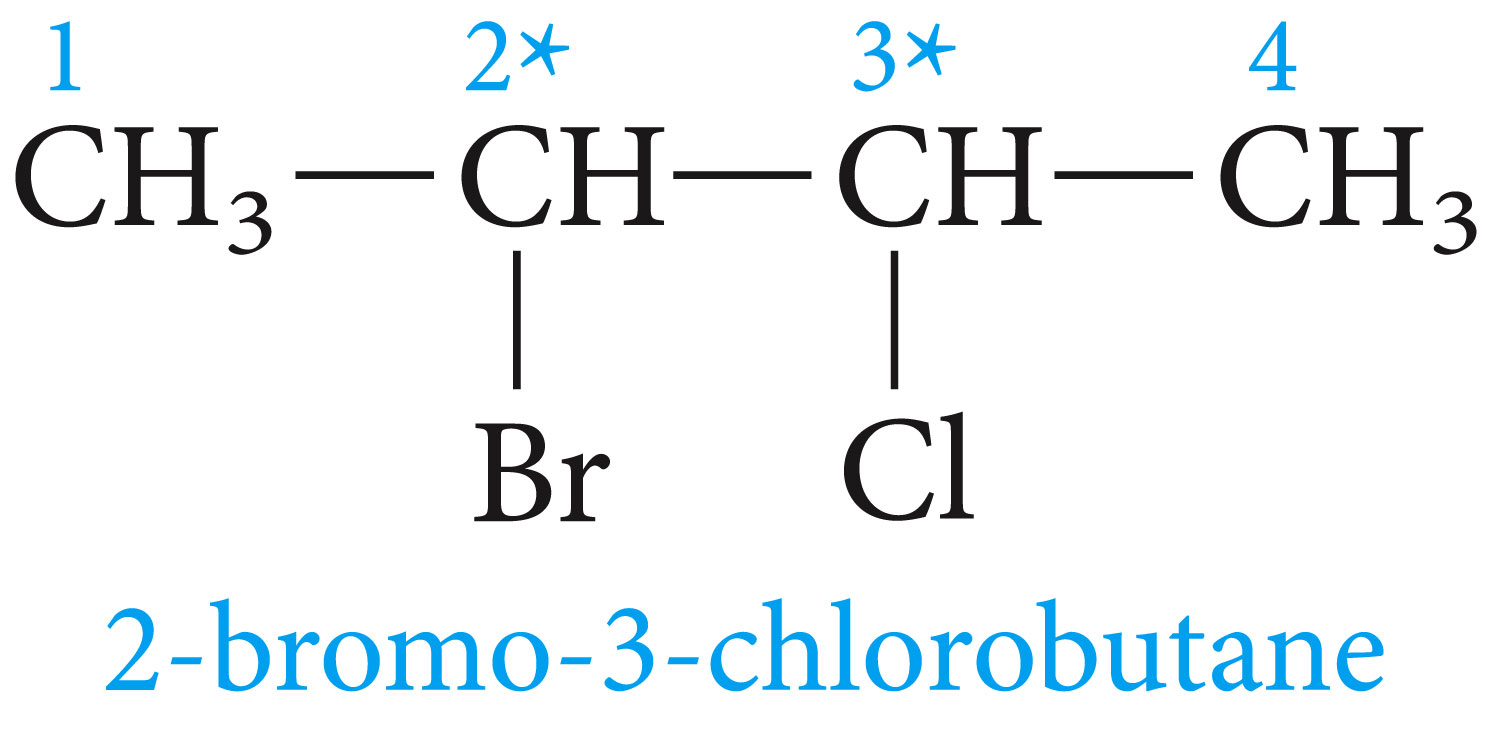 1 2* 3* 4
CH₃—CH—CH—CH₃
Br Cl
2-bromo-3-chlorobutane